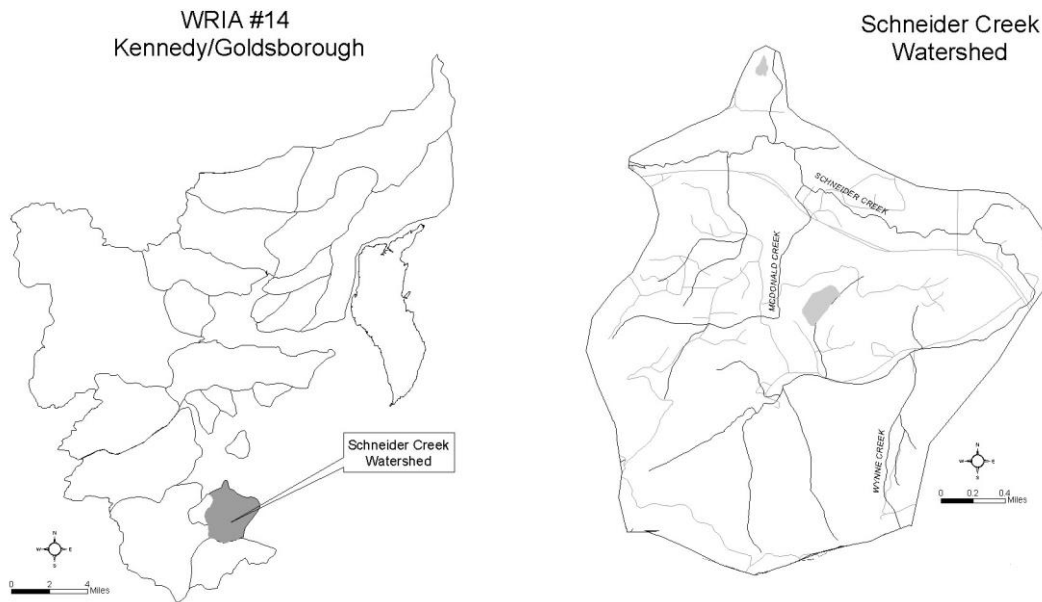 WRIA #14
Kennedy/Goldsborough
Schneider Creek
Watershed
N
W E
S
0 2 4
Miles
Schneider Creek
Watershed
SCHNEIDER CREEK
MCDONALD CREEK
WYNNE CREEK
N
W E
S
0 0.2 0.4
Miles